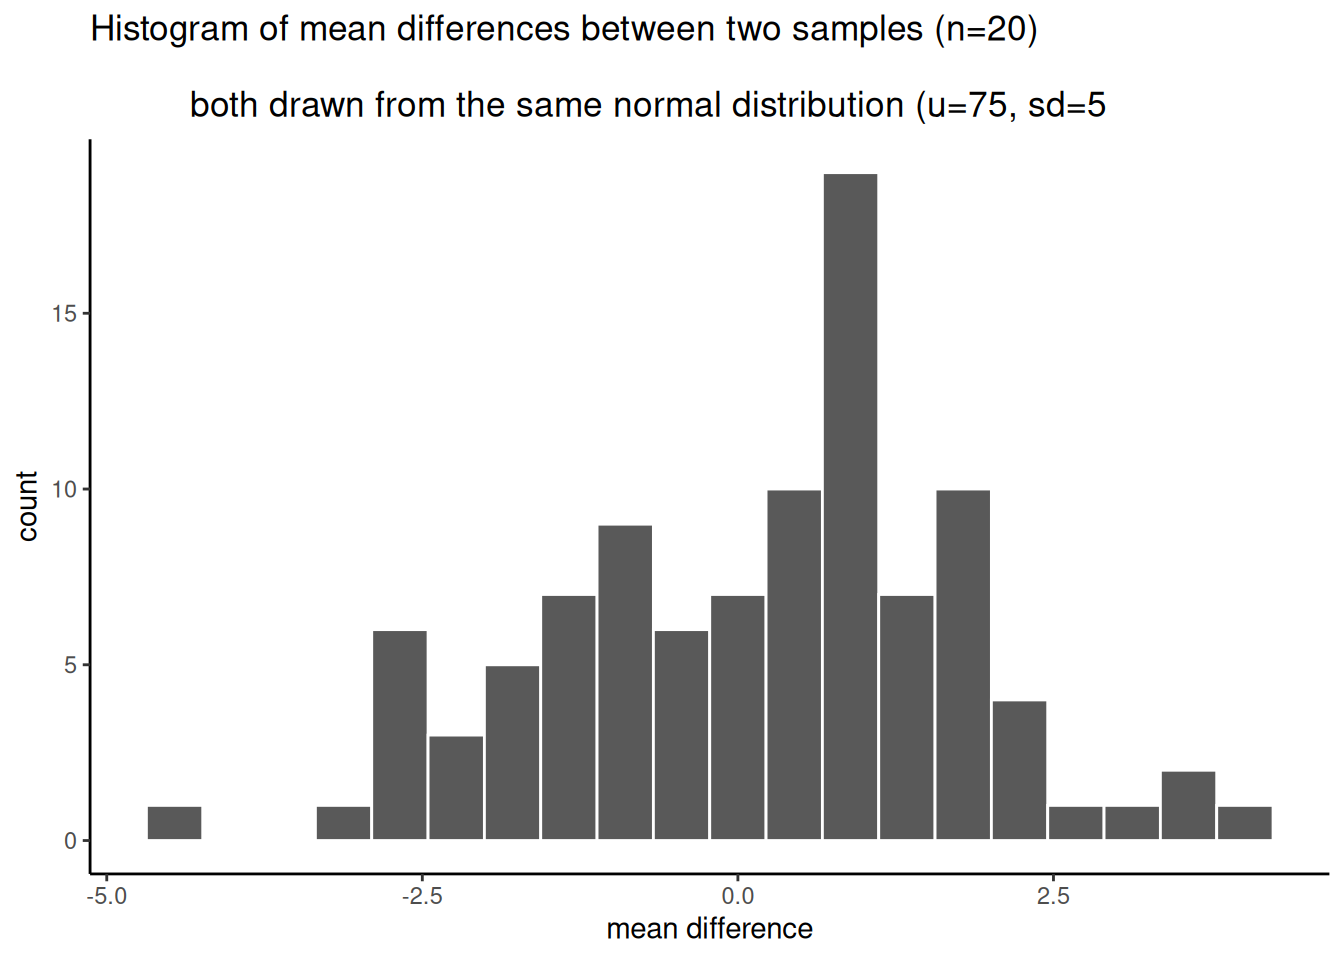 Histogram of mean differences between two samples (n=20)
both drawn from the same normal distribution (u=75, sd=5
15
10
5
0
count
-5.0
-2.5
0.0
2.5
mean difference